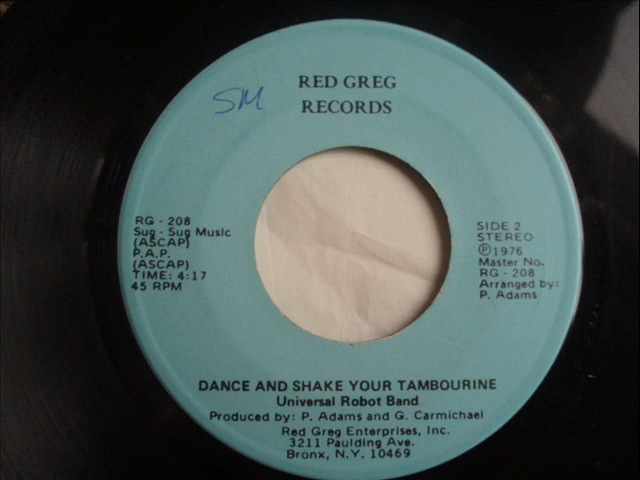 RED GREG
RECORDS
SM
RG - 208
Sug - Sug Music
(ASCAP)
P.A.P.
(ASCAP)
TIME: 4:17
45 RPM
SIDE 2
STEREO
Ⓟ1976
Master No.
RG - 208
Arranged by:
P. Adams
DANCE AND SHAKE YOUR TAMBOURINE
Universal Robot Band
Produced by: P. Adams and G. Carmichael
Red Greg Enterprises, Inc.
3211 Paulding Ave.
Bronx, N.Y. 10469